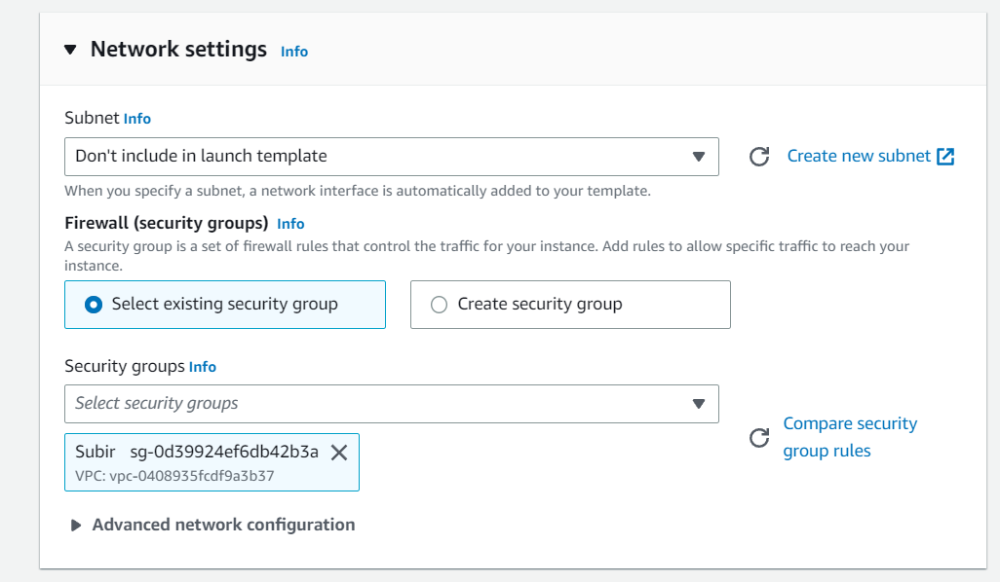 Network settings Info
Subnet Info
Don't include in launch template
Create new subnet
When you specify a subnet, a network interface is automatically added to your template.
Firewall (security groups) Info
A security group is a set of firewall rules that control the traffic for your instance. Add rules to allow specific traffic to reach your
instance.
Select existing security group
Create security group
Security groups Info
Select security groups
Compare security
group rules
Subir sg-0d39924ef6db42b3a
VPC: vpc-0408935fcdf9a3b37
Advanced network configuration